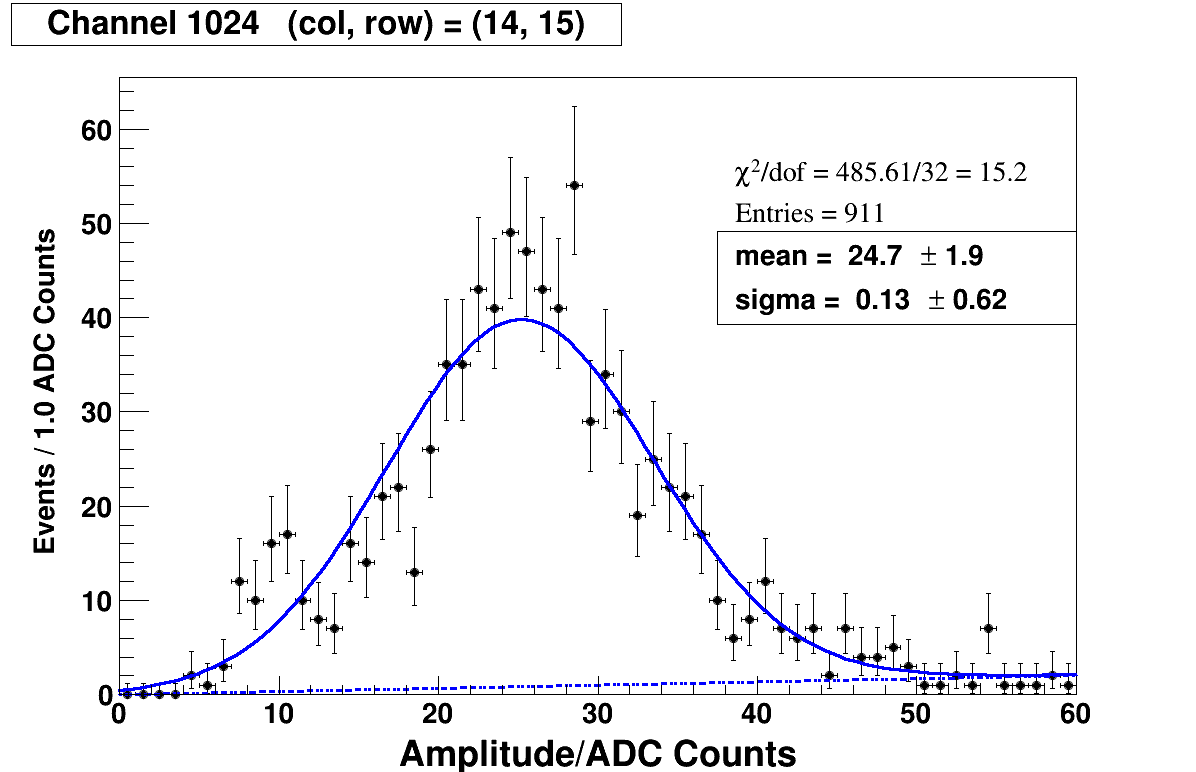 Channel 1024 (col, row) = (14, 15)
χ²/dof = 485.61/32 = 15.2
Entries = 911
mean = 24.7 ± 1.9
sigma = 0.13 ± 0.62
Events / 1.0 ADC Counts
60
50
40
30
20
10
0
0 10 20 30 40 50 60
Amplitude/ADC Counts